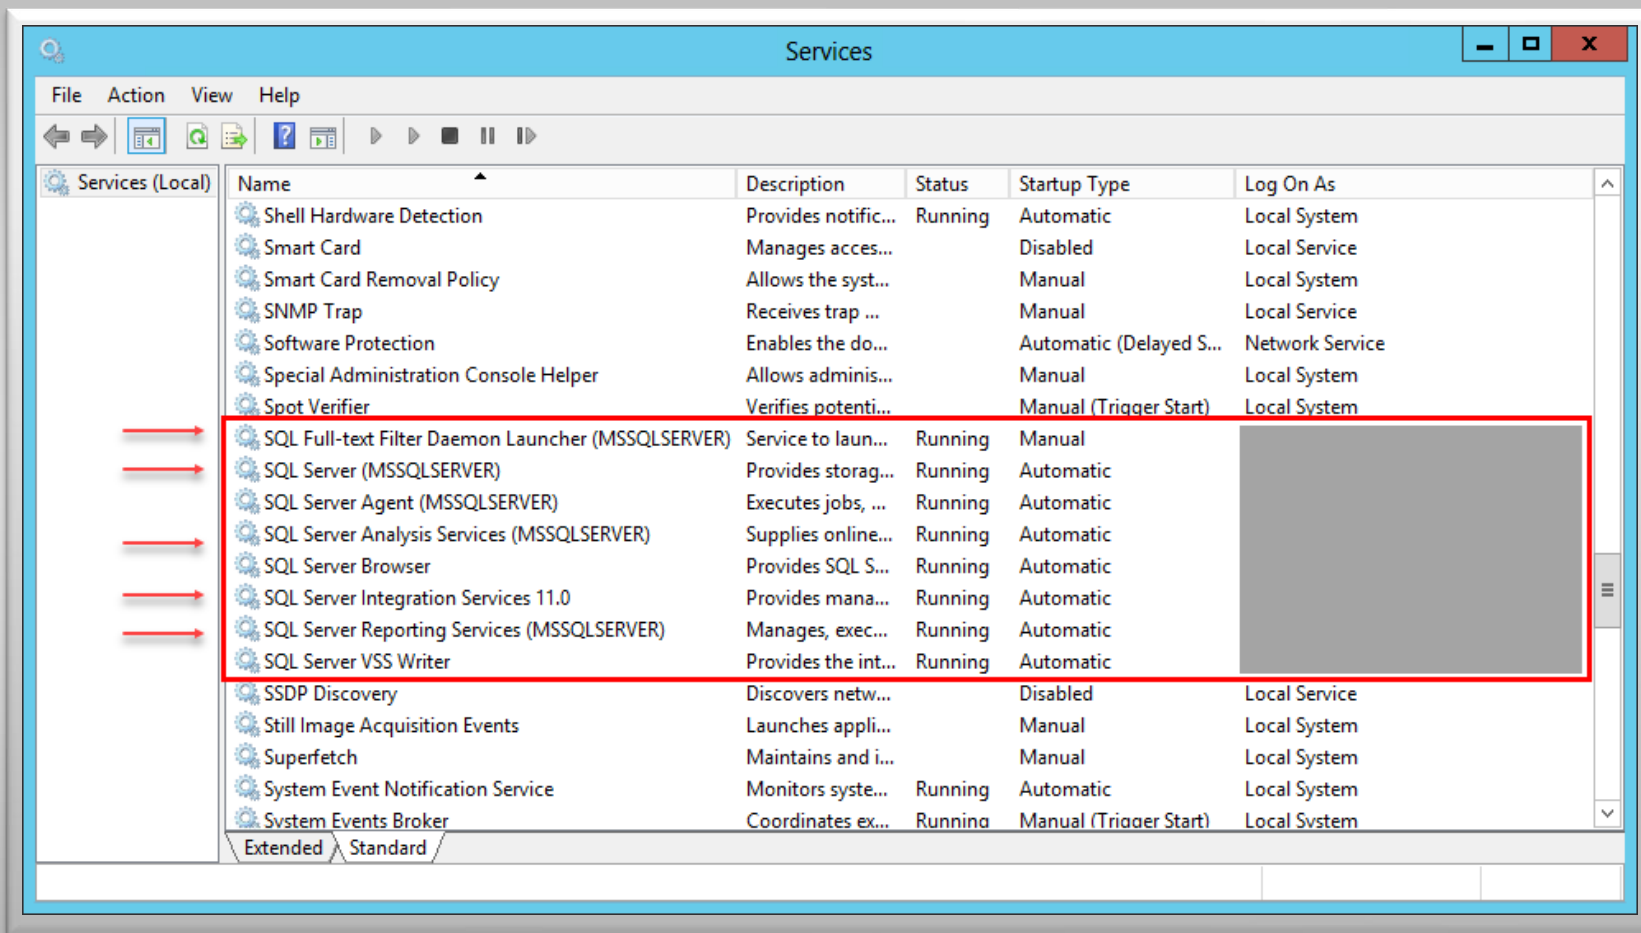 Services
File Action View Help
Services (Local)
Name Description Status Startup Type Log On As
Shell Hardware Detection Provides notific... Running Automatic Local System
Smart Card Manages acces... Disabled Local Service
Smart Card Removal Policy Allows the syst... Manual Local System
SNMP Trap Receives trap ... Manual Local Service
Software Protection Enables the do... Automatic (Delayed S... Network Service
Special Administration Console Helper Allows adminis... Manual Local System
Spot Verifier Verifies potenti... Manual (Trigger Start) Local System
SQL Full-text Filter Daemon Launcher (MSSQLSERVER) Service to laun... Running Manual
SQL Server (MSSQLSERVER) Provides storag... Running Automatic
SQL Server Agent (MSSQLSERVER) Executes jobs, ... Running Automatic
SQL Server Analysis Services (MSSQLSERVER) Supplies online... Running Automatic
SQL Server Browser Provides SQL S... Running Automatic
SQL Server Integration Services 11.0 Provides mana... Running Automatic
SQL Server Reporting Services (MSSQLSERVER) Manages, exec... Running Automatic
SQL Server VSS Writer Provides the int... Running Automatic
SSDP Discovery Discovers netw... Disabled Local Service
Still Image Acquisition Events Launches appli... Manual Local System
Superfetch Maintains and i... Manual Local System
System Event Notification Service Monitors syste... Running Automatic Local System
System Events Broker Coordinates ex... Running Manual (Trigger Start) Local System
Extended Standard